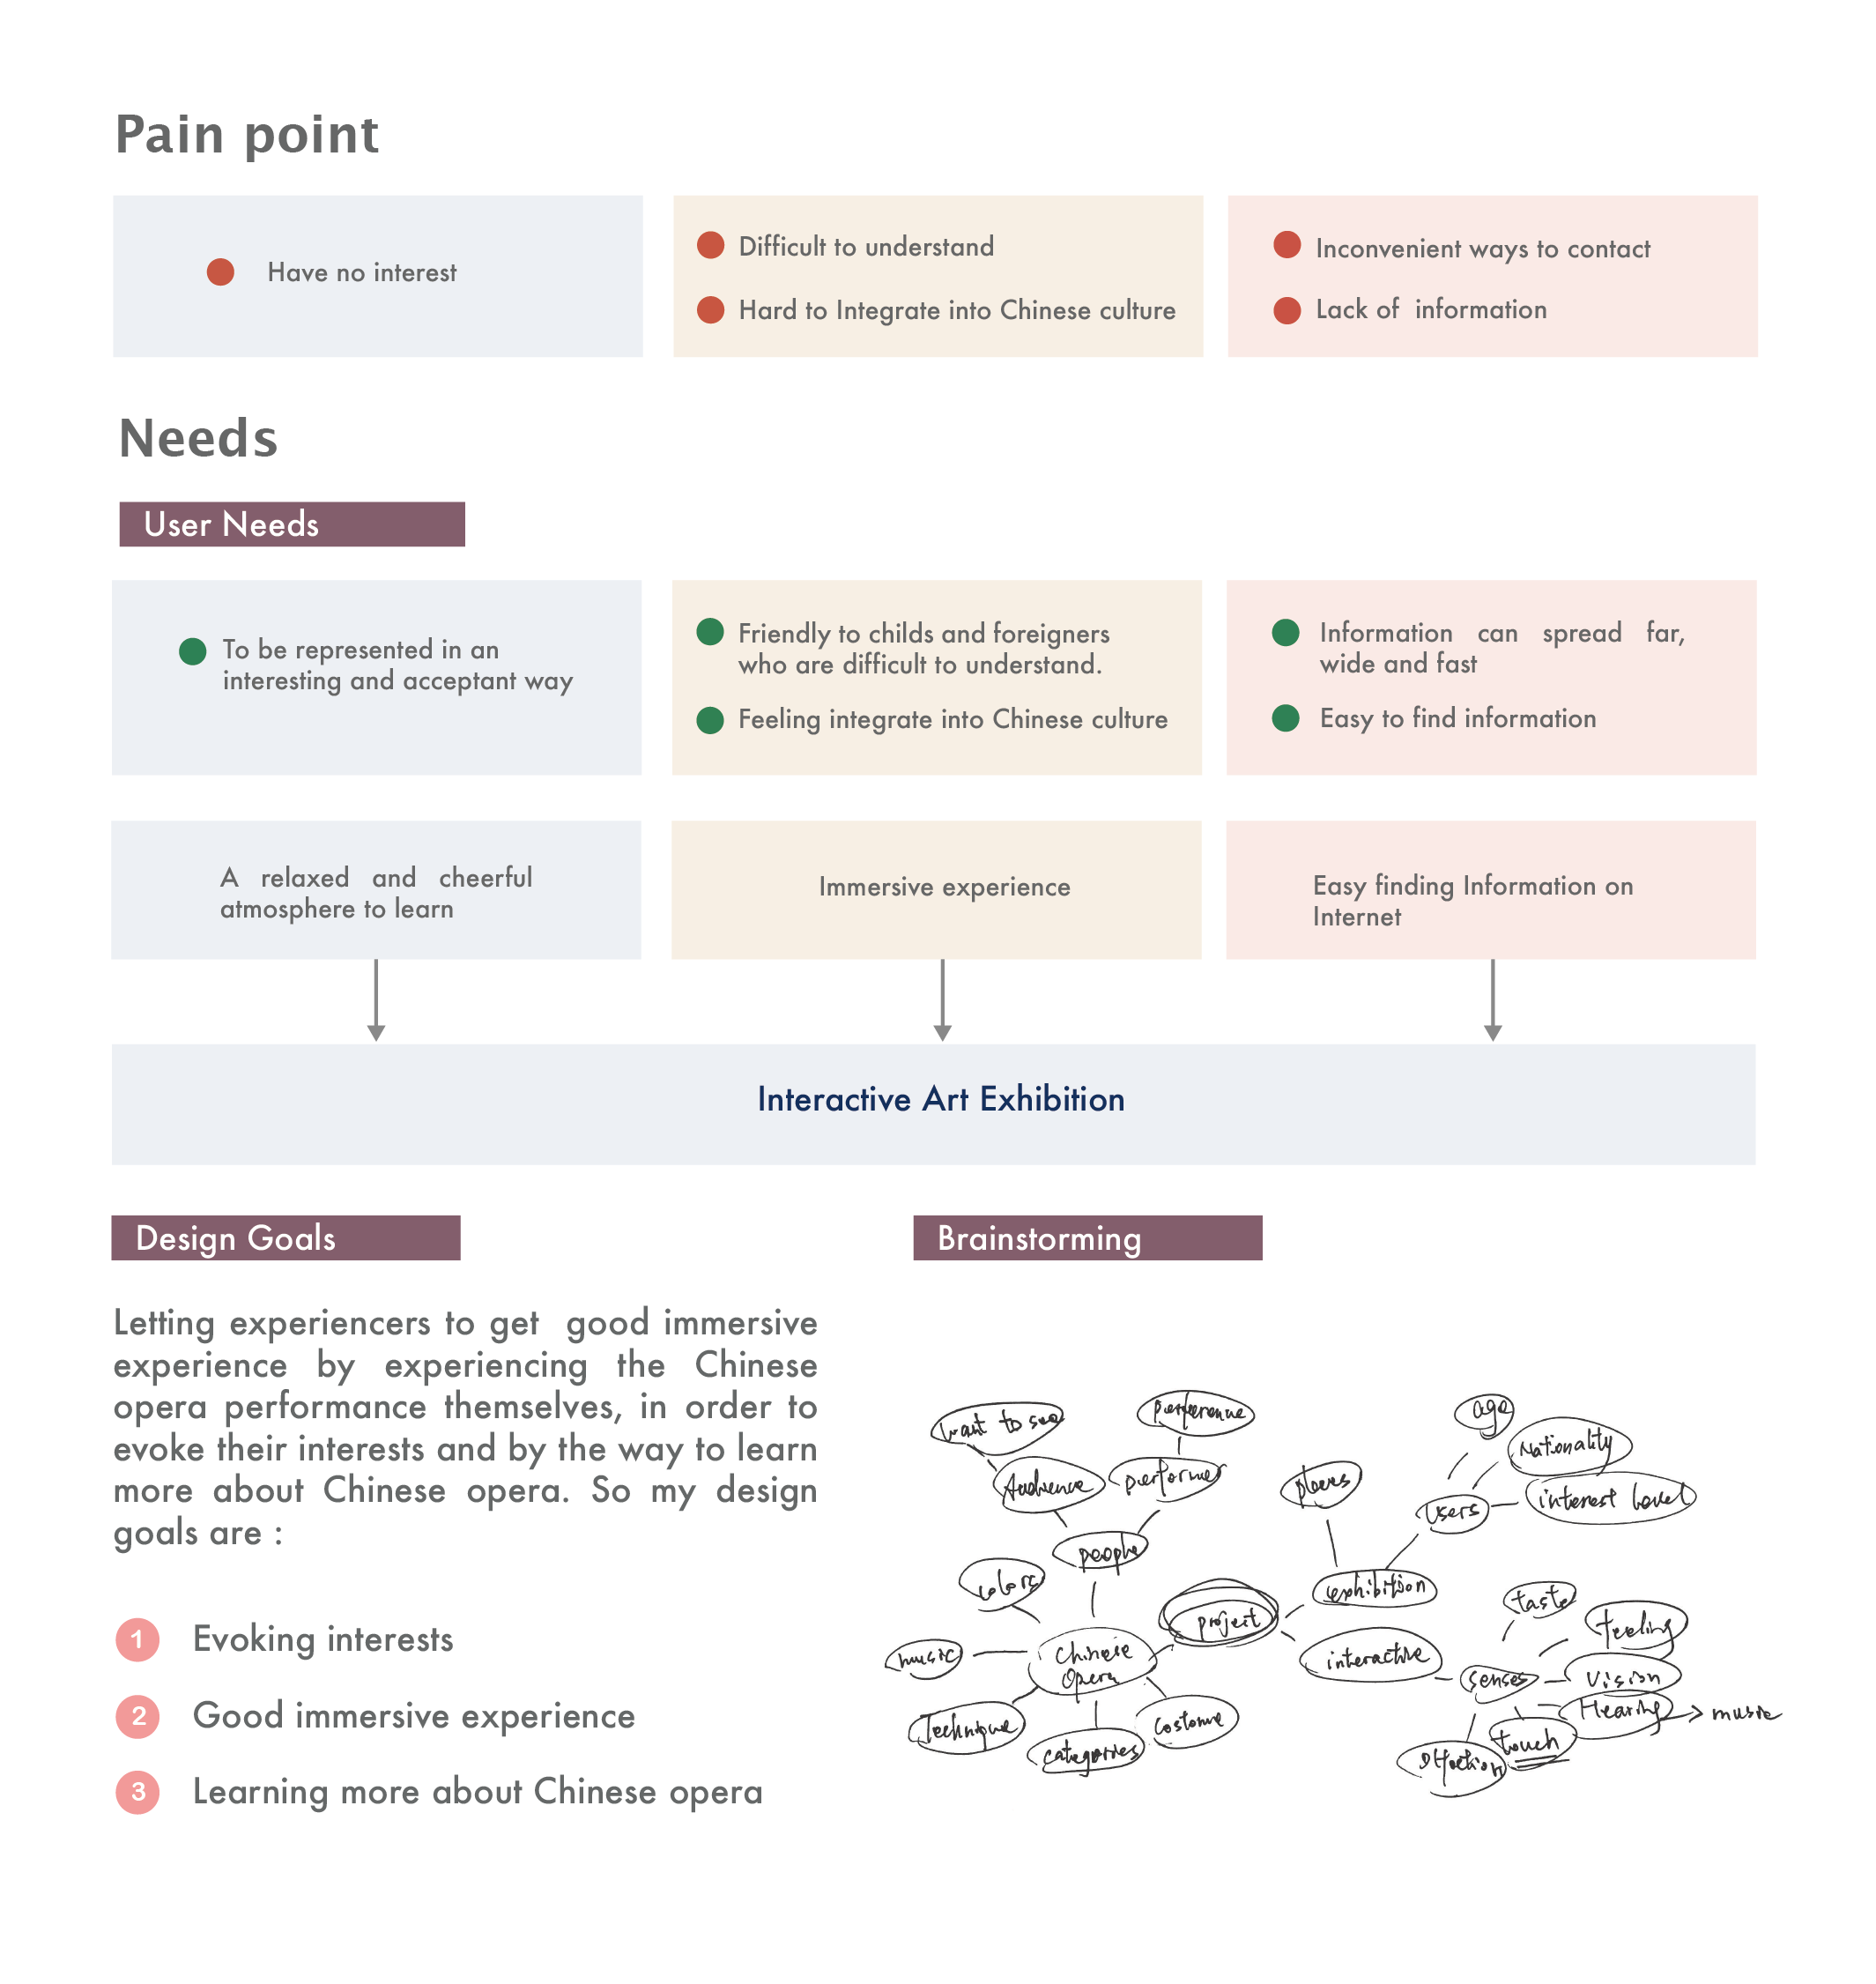 Pain point
Have no interest
Difficult to understand
Hard to Integrate into Chinese culture
Inconvenient ways to contact
Lack of information
Needs
User Needs
To be represented in an
interesting and acceptant way
Friendly to childs and foreigners
who are difficult to understand.
Feeling integrate into Chinese culture
Information can spread far,
wide and fast
Easy to find information
A relaxed and cheerful
atmosphere to learn
Immersive experience
Easy finding Information on
Internet
Interactive Art Exhibition
Design Goals
Letting experiencers to get good immersive
experience by experiencing the Chinese
opera performance themselves, in order to
evoke their interests and by the way to learn
more about Chinese opera. So my design
goals are :
1 Evoking interests
2 Good immersive experience
3 Learning more about Chinese opera
Brainstorming
want to see
Audience
performer
people
colors
music
Chinese
Opera
Technique
categories
costume
project
places
exhibition
users
age
Nationality
interest level
interactive
senses
taste
feeling
Vision
Hearing
music
touch